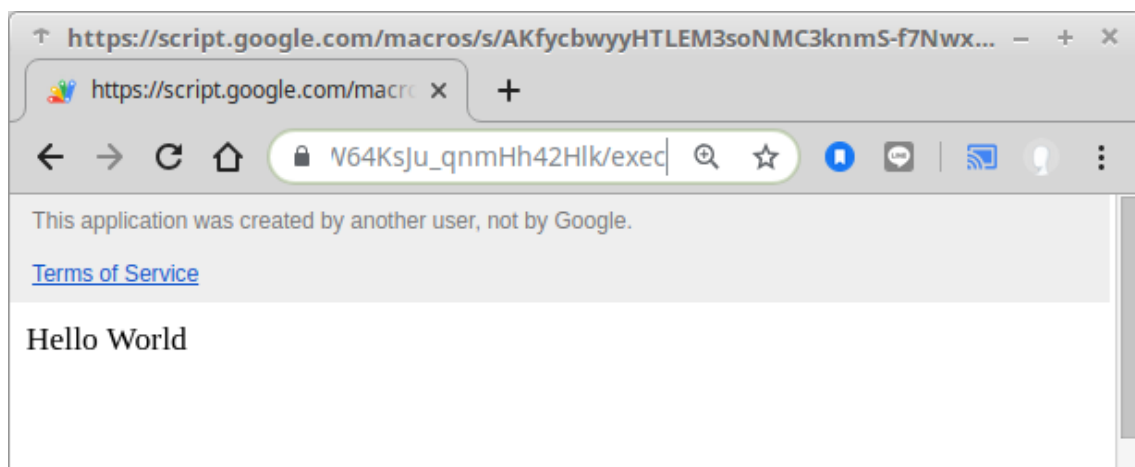 https://script.google.com/macros/s/AKfycbwyyHTLEM3soNMC3knmS-f7Nwx...
https://script.google.com/macr
W64KsJu_qnmHh42Hlk/exec
LINE
This application was created by another user, not by Google.
Terms of Service
Hello World